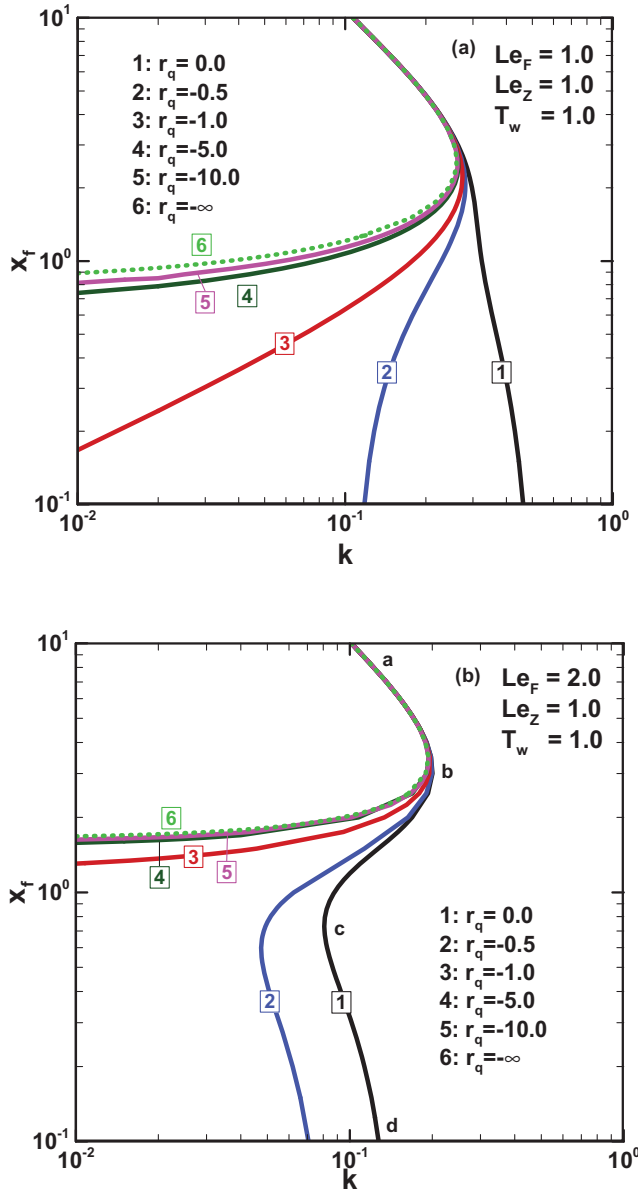 10¹
(a)
Le_F = 1.0
Le_Z = 1.0
T_w = 1.0
1: r_q= 0.0
2: r_q=-0.5
3: r_q=-1.0
4: r_q=-5.0
5: r_q=-10.0
6: r_q=-∞
x_f
10⁰
6
5
4
3
2
1
10⁻¹
10⁻²
10⁻¹
10⁰
k
10¹
a
(b)
Le_F = 2.0
Le_Z = 1.0
T_w = 1.0
b
6
3
4
5
x_f
10⁰
c
1: r_q= 0.0
2: r_q=-0.5
3: r_q=-1.0
4: r_q=-5.0
5: r_q=-10.0
6: r_q=-∞
2
1
d
10⁻¹
10⁻²
10⁻¹
10⁰
k